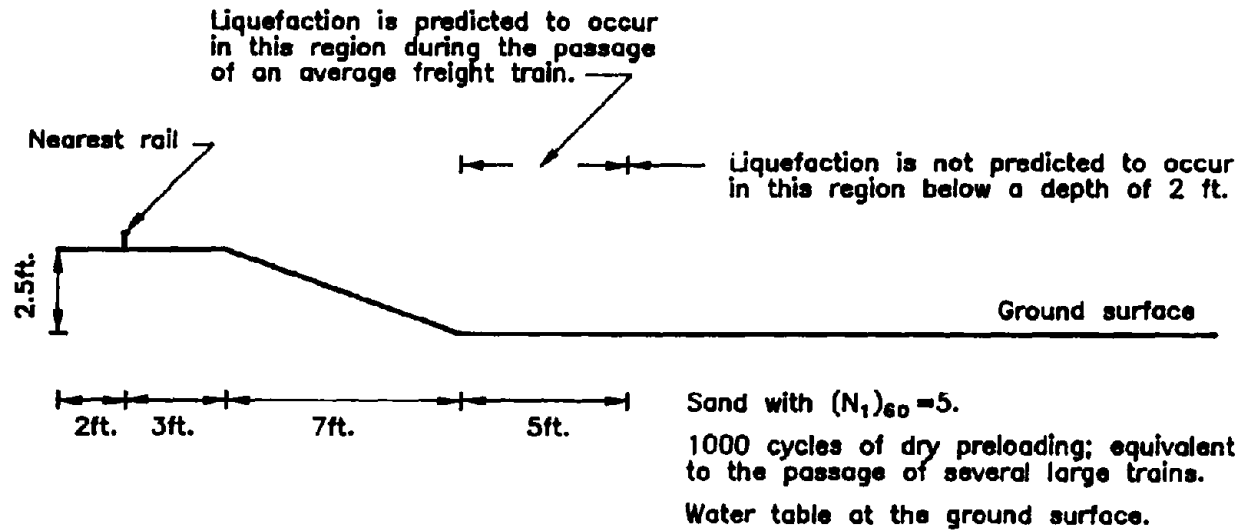 Liquefaction is predicted to occur
in this region during the passage
of an average freight train.
Nearest rail
Liquefaction is not predicted to occur
in this region below a depth of 2 ft.
2.5ft.
Ground surface
2ft.
3ft.
7ft.
5ft.
Sand with (N₁)₆₀=5.
1000 cycles of dry preloading; equivalent
to the passage of several large trains.
Water table at the ground surface.